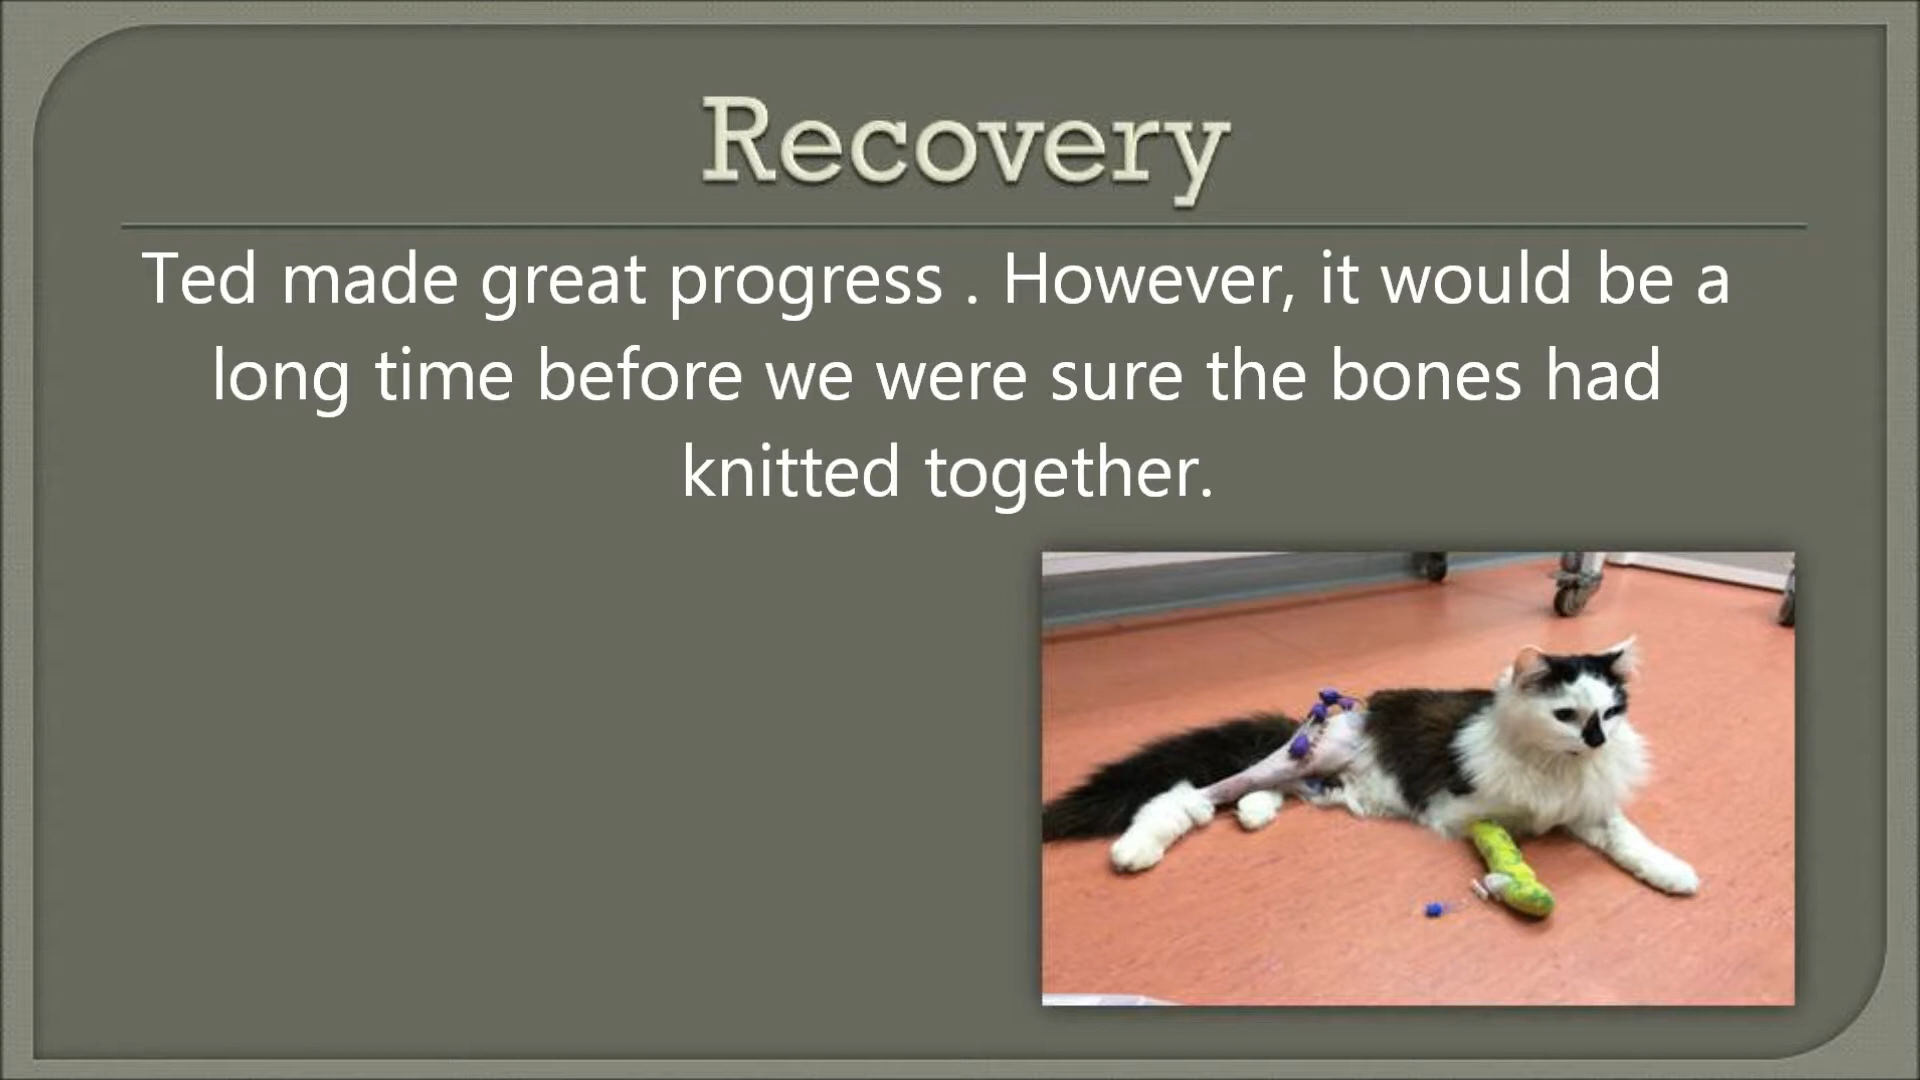 Recovery
Ted made great progress . However, it would be a
long time before we were sure the bones had
knitted together.